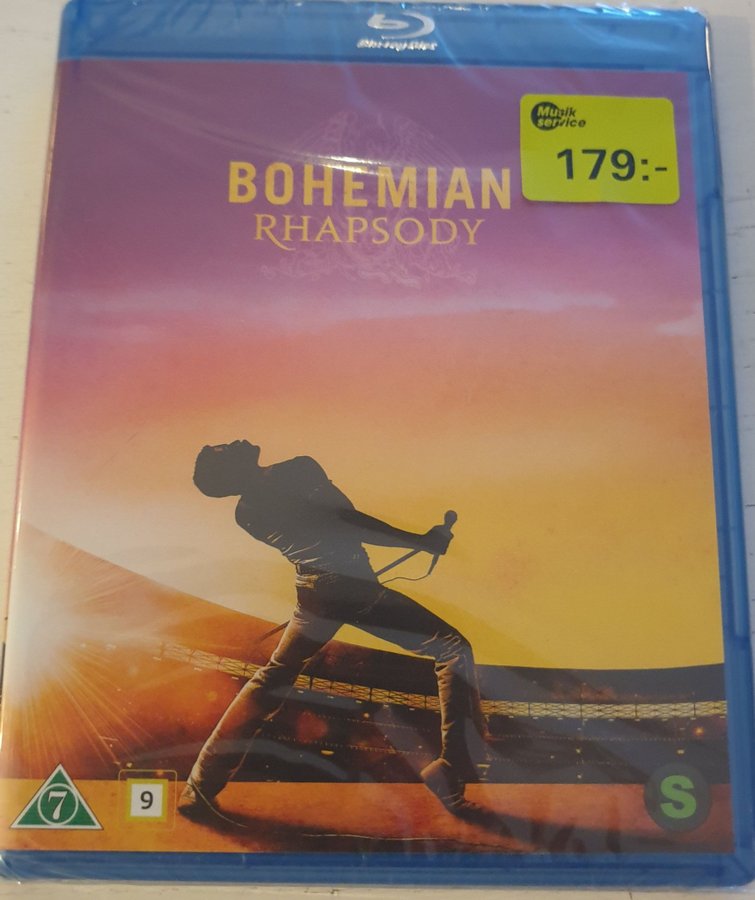 Blu-ray Disc
Musik
service
179:-
BOHEMIAN
RHAPSODY
7
9
S